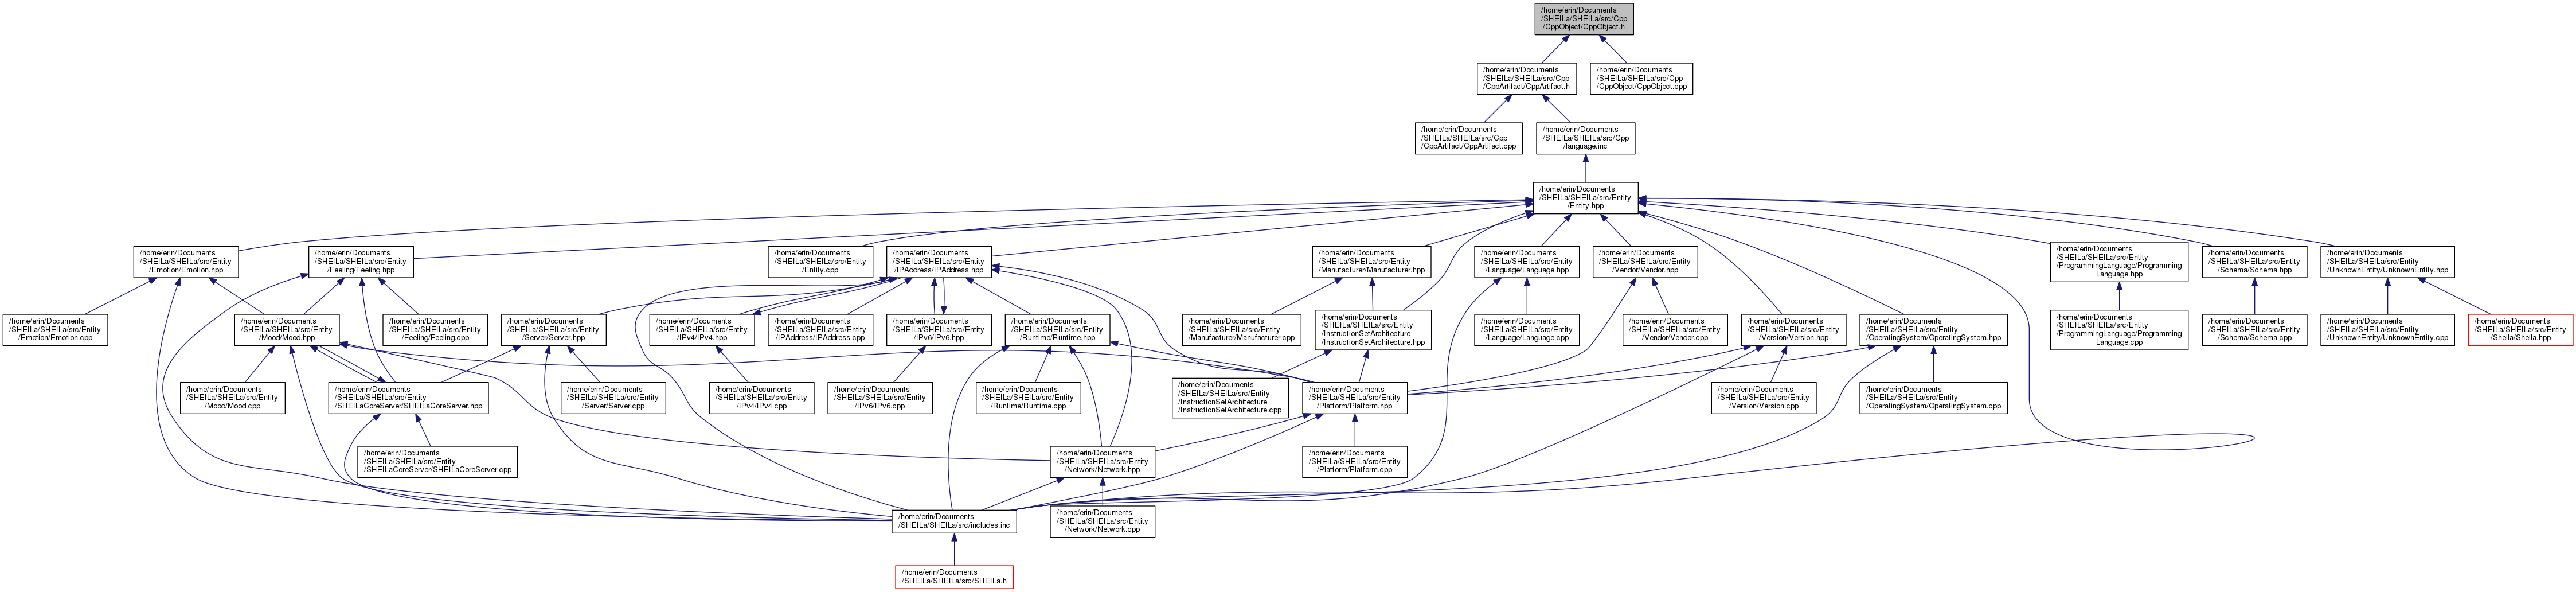 /home/erin/Documents
/SHEILa/SHEILa/src/Cpp
/CppObject/CppObject.h
/home/erin/Documents
/SHEILa/SHEILa/src/Cpp
/CppArtifact/CppArtifact.h
/home/erin/Documents
/SHEILa/SHEILa/src/Cpp
/CppObject/CppObject.cpp
/home/erin/Documents
/SHEILa/SHEILa/src/Cpp
/CppArtifact/CppArtifact.cpp
/home/erin/Documents
/SHEILa/SHEILa/src/Cpp
/language.inc
/home/erin/Documents
/SHEILa/SHEILa/src/Entity
/Entity.hpp
/home/erin/Documents
/SHEILa/SHEILa/src/Entity
/Emotion/Emotion.hpp
/home/erin/Documents
/SHEILa/SHEILa/src/Entity
/Feeling/Feeling.hpp
/home/erin/Documents
/SHEILa/SHEILa/src/Entity
/Entity.cpp
/home/erin/Documents
/SHEILa/SHEILa/src/Entity
/IPAddress/IPAddress.hpp
/home/erin/Documents
/SHEILa/SHEILa/src/Entity
/Manufacturer/Manufacturer.hpp
/home/erin/Documents
/SHEILa/SHEILa/src/Entity
/Language/Language.hpp
/home/erin/Documents
/SHEILa/SHEILa/src/Entity
/Vendor/Vendor.hpp
/home/erin/Documents
/SHEILa/SHEILa/src/Entity
/ProgrammingLanguage/Programming
Language.hpp
/home/erin/Documents
/SHEILa/SHEILa/src/Entity
/Schema/Schema.hpp
/home/erin/Documents
/SHEILa/SHEILa/src/Entity
/UnknownEntity/UnknownEntity.hpp
/home/erin/Documents
/SHEILa/SHEILa/src/Entity
/Emotion/Emotion.cpp
/home/erin/Documents
/SHEILa/SHEILa/src/Entity
/Mood/Mood.hpp
/home/erin/Documents
/SHEILa/SHEILa/src/Entity
/Feeling/Feeling.cpp
/home/erin/Documents
/SHEILa/SHEILa/src/Entity
/Server/Server.hpp
/home/erin/Documents
/SHEILa/SHEILa/src/Entity
/IPv4/IPv4.hpp
/home/erin/Documents
/SHEILa/SHEILa/src/Entity
/IPAddress/IPAddress.cpp
/home/erin/Documents
/SHEILa/SHEILa/src/Entity
/IPv6/IPv6.hpp
/home/erin/Documents
/SHEILa/SHEILa/src/Entity
/Runtime/Runtime.hpp
/home/erin/Documents
/SHEILa/SHEILa/src/Entity
/Manufacturer/Manufacturer.cpp
/home/erin/Documents
/SHEILa/SHEILa/src/Entity
/InstructionSetArchitecture
/InstructionSetArchitecture.hpp
/home/erin/Documents
/SHEILa/SHEILa/src/Entity
/Language/Language.cpp
/home/erin/Documents
/SHEILa/SHEILa/src/Entity
/Vendor/Vendor.cpp
/home/erin/Documents
/SHEILa/SHEILa/src/Entity
/Version/Version.hpp
/home/erin/Documents
/SHEILa/SHEILa/src/Entity
/OperatingSystem/OperatingSystem.hpp
/home/erin/Documents
/SHEILa/SHEILa/src/Entity
/ProgrammingLanguage/Programming
Language.cpp
/home/erin/Documents
/SHEILa/SHEILa/src/Entity
/Schema/Schema.cpp
/home/erin/Documents
/SHEILa/SHEILa/src/Entity
/UnknownEntity/UnknownEntity.cpp
/home/erin/Documents
/SHEILa/SHEILa/src/Entity
/Sheila/Sheila.hpp
/home/erin/Documents
/SHEILa/SHEILa/src/Entity
/Mood/Mood.cpp
/home/erin/Documents
/SHEILa/SHEILa/src/Entity
/SHEILaCoreServer/SHEILaCoreServer.hpp
/home/erin/Documents
/SHEILa/SHEILa/src/Entity
/Server/Server.cpp
/home/erin/Documents
/SHEILa/SHEILa/src/Entity
/IPv4/IPv4.cpp
/home/erin/Documents
/SHEILa/SHEILa/src/Entity
/IPv6/IPv6.cpp
/home/erin/Documents
/SHEILa/SHEILa/src/Entity
/Runtime/Runtime.cpp
/home/erin/Documents
/SHEILa/SHEILa/src/Entity
/InstructionSetArchitecture
/InstructionSetArchitecture.cpp
/home/erin/Documents
/SHEILa/SHEILa/src/Entity
/Platform/Platform.hpp
/home/erin/Documents
/SHEILa/SHEILa/src/Entity
/Version/Version.cpp
/home/erin/Documents
/SHEILa/SHEILa/src/Entity
/OperatingSystem/OperatingSystem.cpp
/home/erin/Documents
/SHEILa/SHEILa/src/Entity
/SHEILaCoreServer/SHEILaCoreServer.cpp
/home/erin/Documents
/SHEILa/SHEILa/src/Entity
/Network/Network.hpp
/home/erin/Documents
/SHEILa/SHEILa/src/Entity
/Platform/Platform.cpp
/home/erin/Documents
/SHEILa/SHEILa/src/includes.inc
/home/erin/Documents
/SHEILa/SHEILa/src/Entity
/Network/Network.cpp
/home/erin/Documents
/SHEILa/SHEILa/src/SHEILa.h